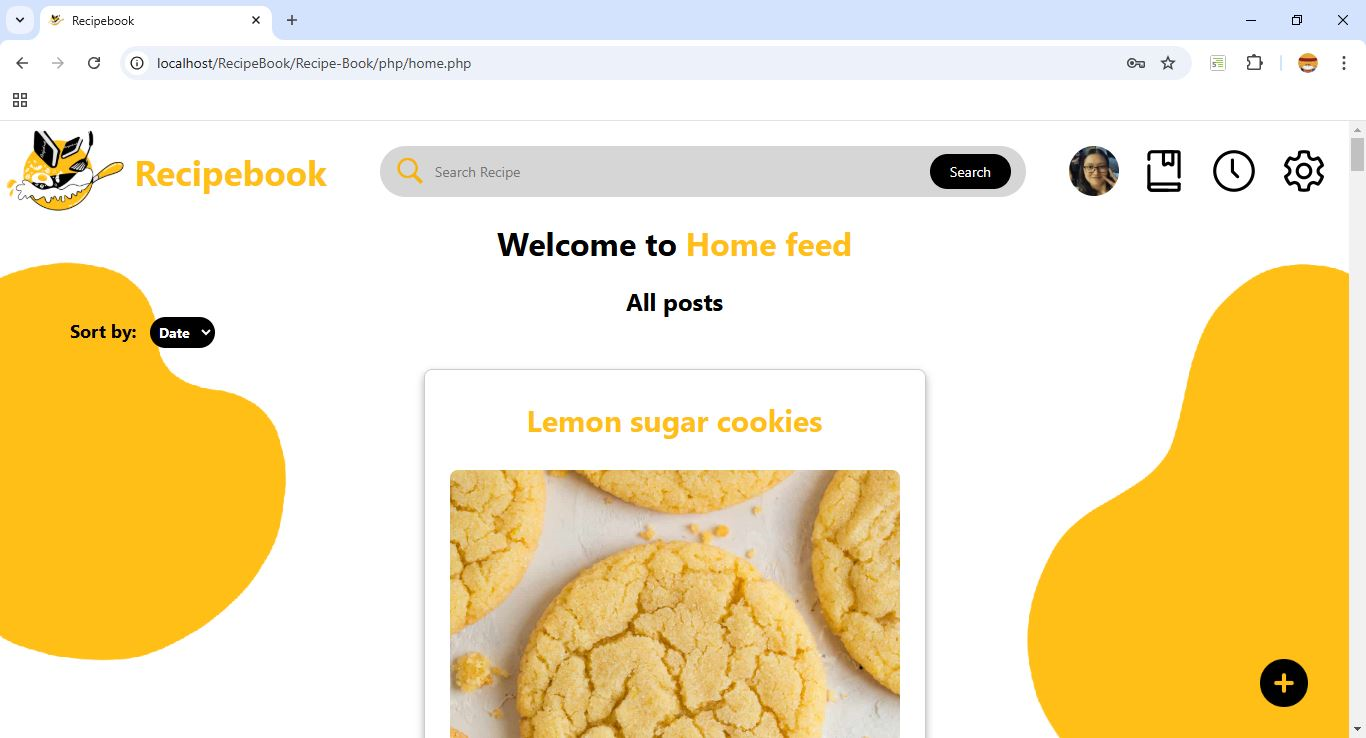 Recipebook
localhost/RecipeBook/Recipe-Book/php/home.php
Recipebook
Search Recipe
Search
Welcome to Home feed
All posts
Sort by: Date
Lemon sugar cookies